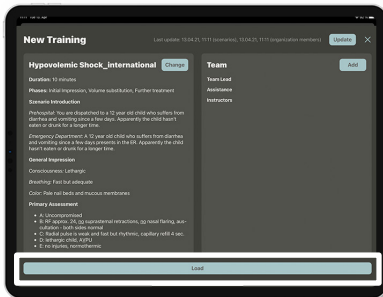 New Training
Last update: 13.04.21, 11:11 (scenarios), 13.04.21, 11:11 (organization members)
Update
Hypovolemic Shock_international
Change
Duration: 10 minutes
Phases: Initial Impression, Volume substitution, Further treatment
Szenario Introduction
Prehospital: You are dispatched to a 12 year old child who suffers from
diarrhea and vomiting since a few days. Apparently the child hasn't
eaten or drunk for a longer time.
Emergency Department: A 12 year old child who suffers from diarrhea
and vomiting since a few days presents in the ER. Apparently the child
hasn't eaten or drunk for a longer time.
General Impression
Consciousness: Lethargic
Breathing: Fast but adequate
Color: Pale nail beds and mucous membranes
Primary Assessment
• A: Uncompromised
• B: RF approx. 24, no suprasternal retractions, no nasal flaring, aus-
cultation - both sides normal
• C: Radial pulse is weak and fast but rhythmic, capillary refill 4 sec.
• D: lethargic child, AVPU
• E: no injuries, normothermic
Team
Add
Team Lead
Assistance
Instructors
Load